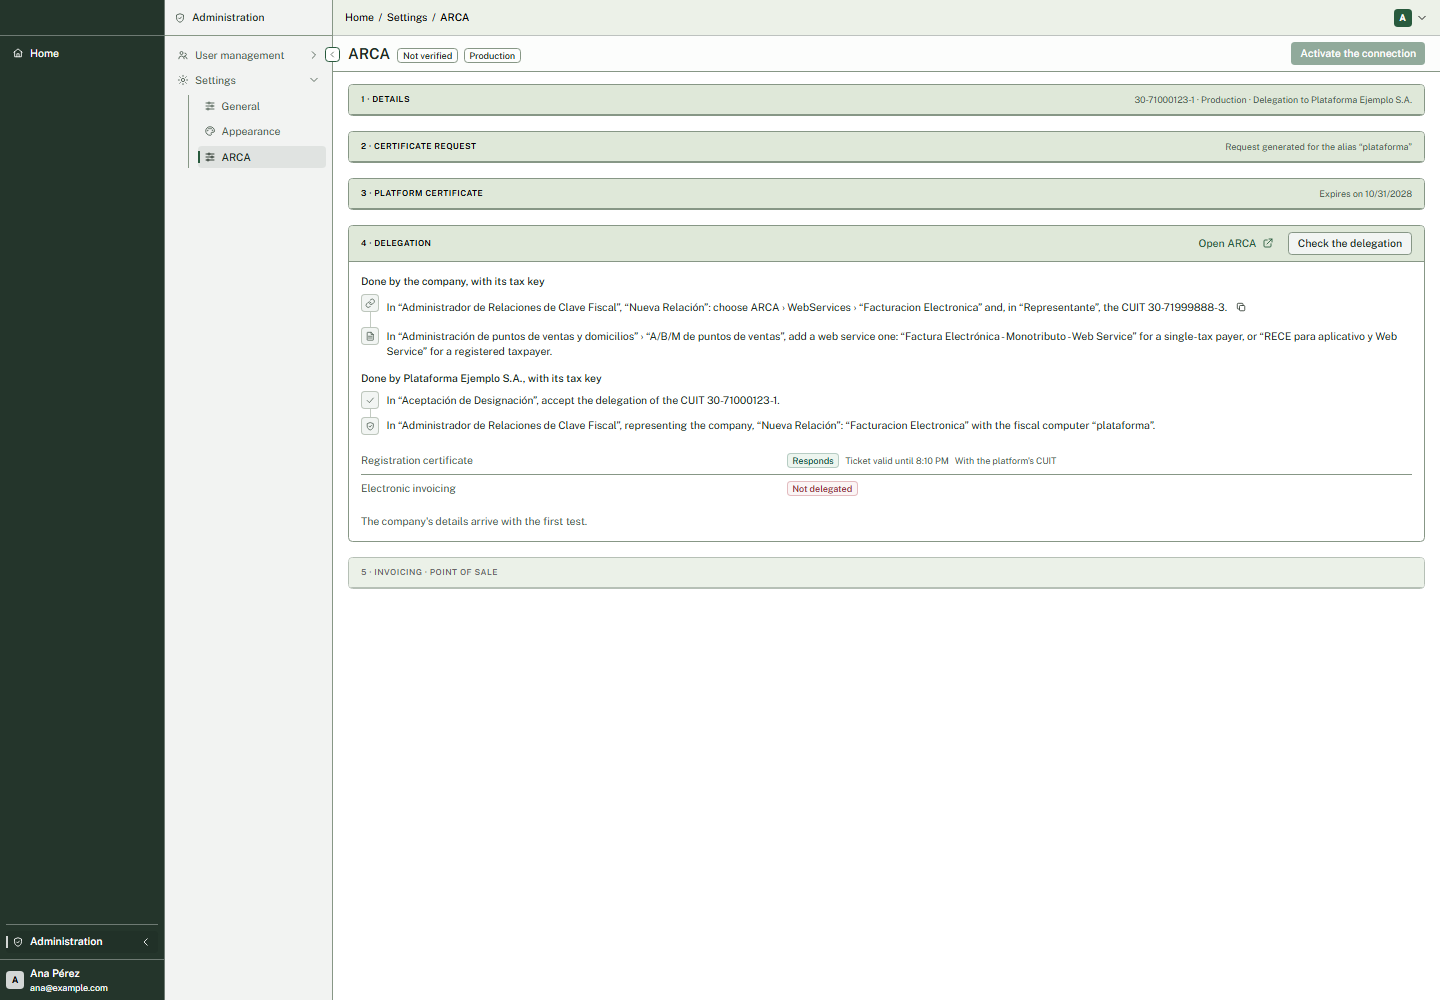 Administration
Home / Settings / ARCA
A
Home
User management
Settings
General
Appearance
ARCA
ARCA
Not verified
Production
Activate the connection
1 · DETAILS
30-71000123-1 · Production · Delegation to Plataforma Ejemplo S.A.
2 · CERTIFICATE REQUEST
Request generated for the alias “plataforma”
3 · PLATFORM CERTIFICATE
Expires on 10/31/2028
4 · DELEGATION
Open ARCA
Check the delegation
Done by the company, with its tax key
In “Administrador de Relaciones de Clave Fiscal”, “Nueva Relación”: choose ARCA › WebServices › “Facturacion Electronica” and, in “Representante”, the CUIT 30-71999888-3.
In “Administración de puntos de ventas y domicilios” › “A/B/M de puntos de ventas”, add a web service one: “Factura Electrónica - Monotributo - Web Service” for a single-tax payer, or “RECE para aplicativo y Web
Service” for a registered taxpayer.
Done by Plataforma Ejemplo S.A., with its tax key
In “Aceptación de Designación”, accept the delegation of the CUIT 30-71000123-1.
In “Administrador de Relaciones de Clave Fiscal”, representing the company, “Nueva Relación”: “Facturacion Electronica” with the fiscal computer “plataforma”.
Registration certificate
Responds
Ticket valid until 8:10 PM
With the platform's CUIT
Electronic invoicing
Not delegated
The company's details arrive with the first test.
5 · INVOICING · POINT OF SALE
Administration
A
Ana Pérez
ana@example.com